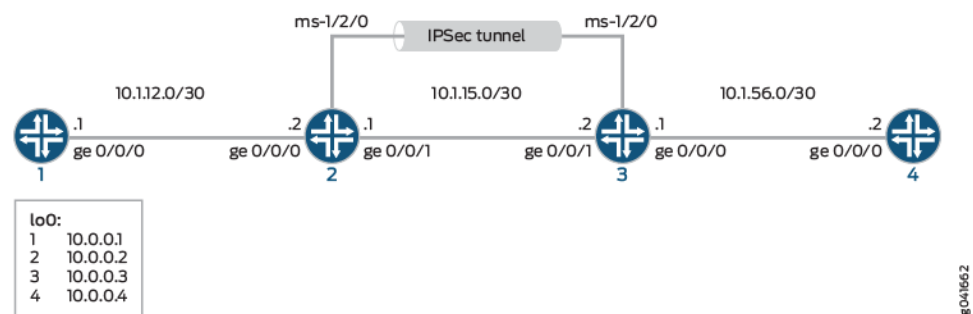 ms-1/2/0
ms-1/2/0
IPSec tunnel
10.1.12.0/30
10.1.15.0/30
10.1.56.0/30
.1
.2
.1
.2
.1
.2
ge 0/0/0
ge 0/0/0
ge 0/0/1
ge 0/0/1
ge 0/0/0
ge 0/0/0
1
2
3
4
lo0:
1 10.0.0.1
2 10.0.0.2
3 10.0.0.3
4 10.0.0.4
g041662